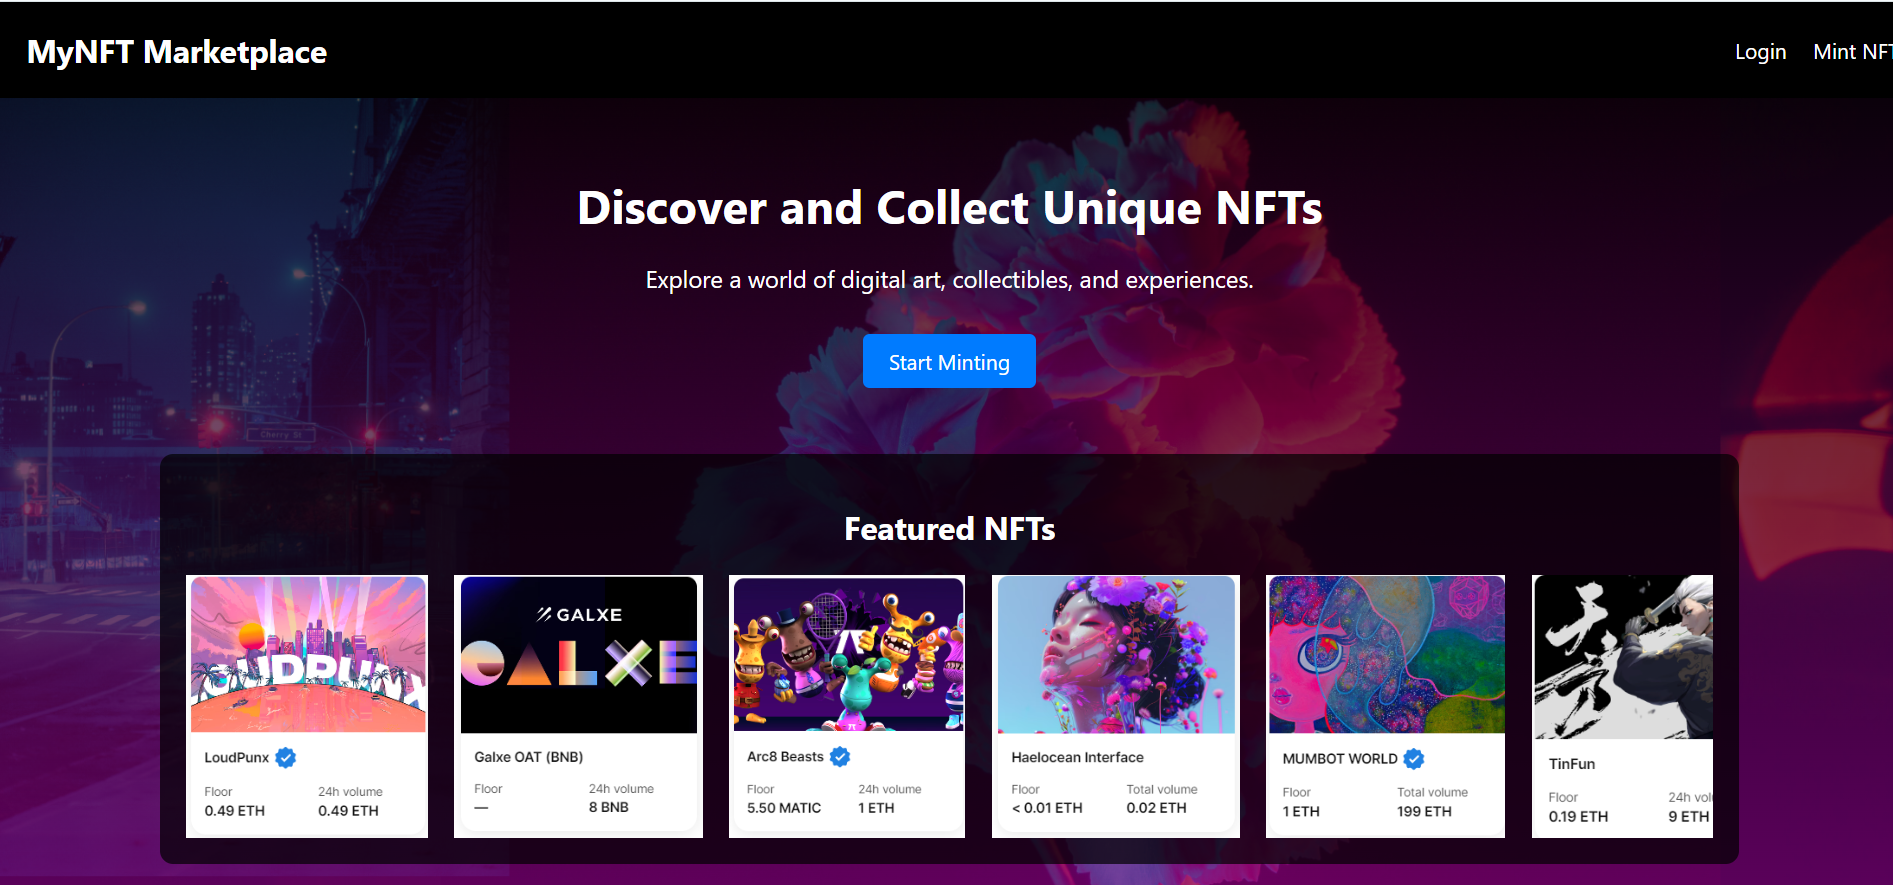 MyNFT Marketplace
Login Mint NFT
Discover and Collect Unique NFTs
Explore a world of digital art, collectibles, and experiences.
Start Minting
Cherry St
Featured NFTs
GALXE
GALXE
天
LoudPunx
Floor 24h volume
0.49 ETH 0.49 ETH
Galxe OAT (BNB)
Floor 24h volume
— 8 BNB
Arc8 Beasts
Floor 24h volume
5.50 MATIC 1 ETH
Haelocean Interface
Floor Total volume
< 0.01 ETH 0.02 ETH
MUMBOT WORLD
Floor Total volume
1 ETH 199 ETH
TinFun
Floor 24h vol
0.19 ETH 9 ETH